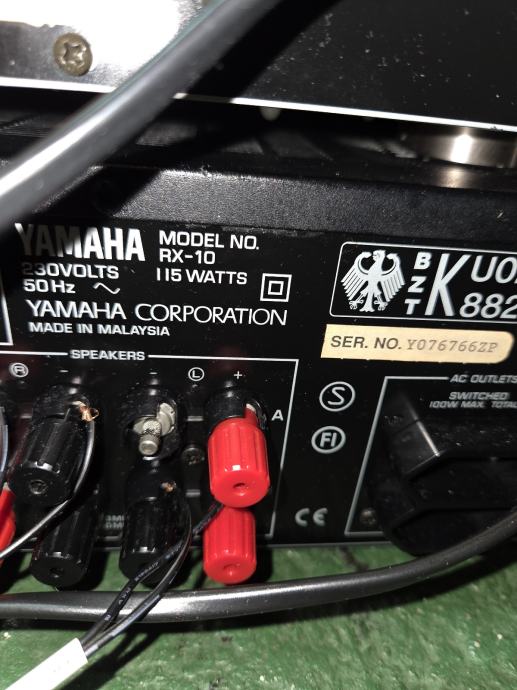 YAMAHA
MODEL NO.
RX-10
230VOLTS
115 WATTS
50Hz
YAMAHA CORPORATION
MADE IN MALAYSIA
B
Z
T
K
882
SER. NO. Y076766ZP
SPEAKERS
R
-
-
L
+
A
S
FI
CE
AC OUTLETS
SWITCHED
100W MAX. TOTAL